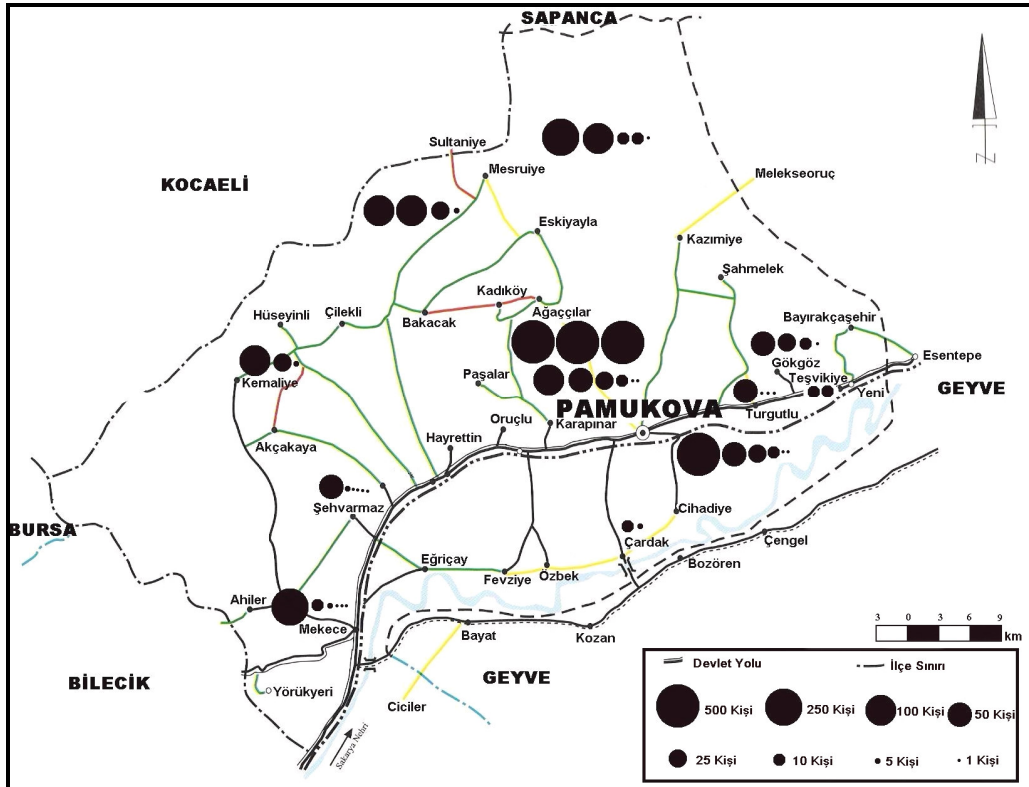 SAPANCA
Sultaniye
Mesruiye
Melekseoruç
KOCAELİ
N
Eskiyayla
Kazımiye
Şahmelek
Kadıköy
Ağaççılar
Hüseyinli
Çilekli
Bakacak
Bayırakçaşehir
Esentepe
Gökgöz
Kemaliye
Paşalar
Teşvikiye
GEYVE
Yeni
PAMUKOVA
Turgutlu
Oruçlu
Karapınar
Akçakaya
Hayrettin
Şehvarmaz
Cihadiye
BURSA
Çardak
Çengel
Eğriçay
Bozören
Fevziye
Özbek
Ahiler
Mekece
Bayat
Kozan
3 0 3 6 9
km
BİLECİK
GEYVE
Yörükyeri
Ciciler
Sakarya Nehri
Devlet Yolu
İlçe Sınırı
500 Kişi
250 Kişi
100 Kişi
50 Kişi
25 Kişi
10 Kişi
5 Kişi
1 Kişi